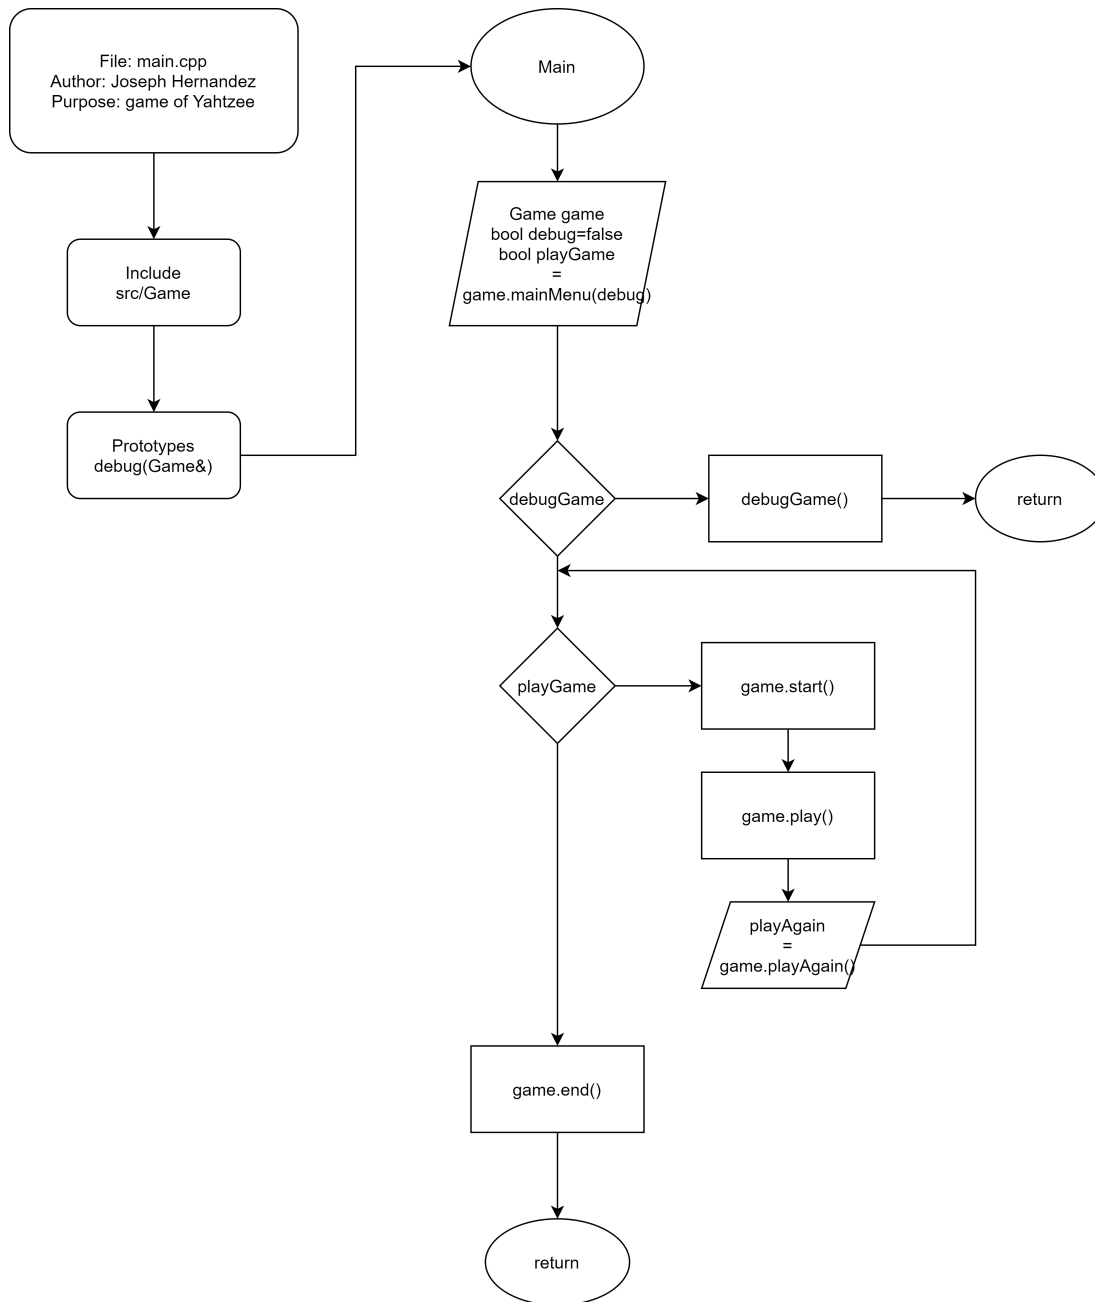 File: main.cpp
Author: Joseph Hernandez
Purpose: game of Yahtzee
Include
src/Game
Prototypes
debug(Game&)
Main
Game game
bool debug=false
bool playGame
=
game.mainMenu(debug)
debugGame
debugGame()
return
playGame
game.start()
game.play()
playAgain
=
game.playAgain()
game.end()
return